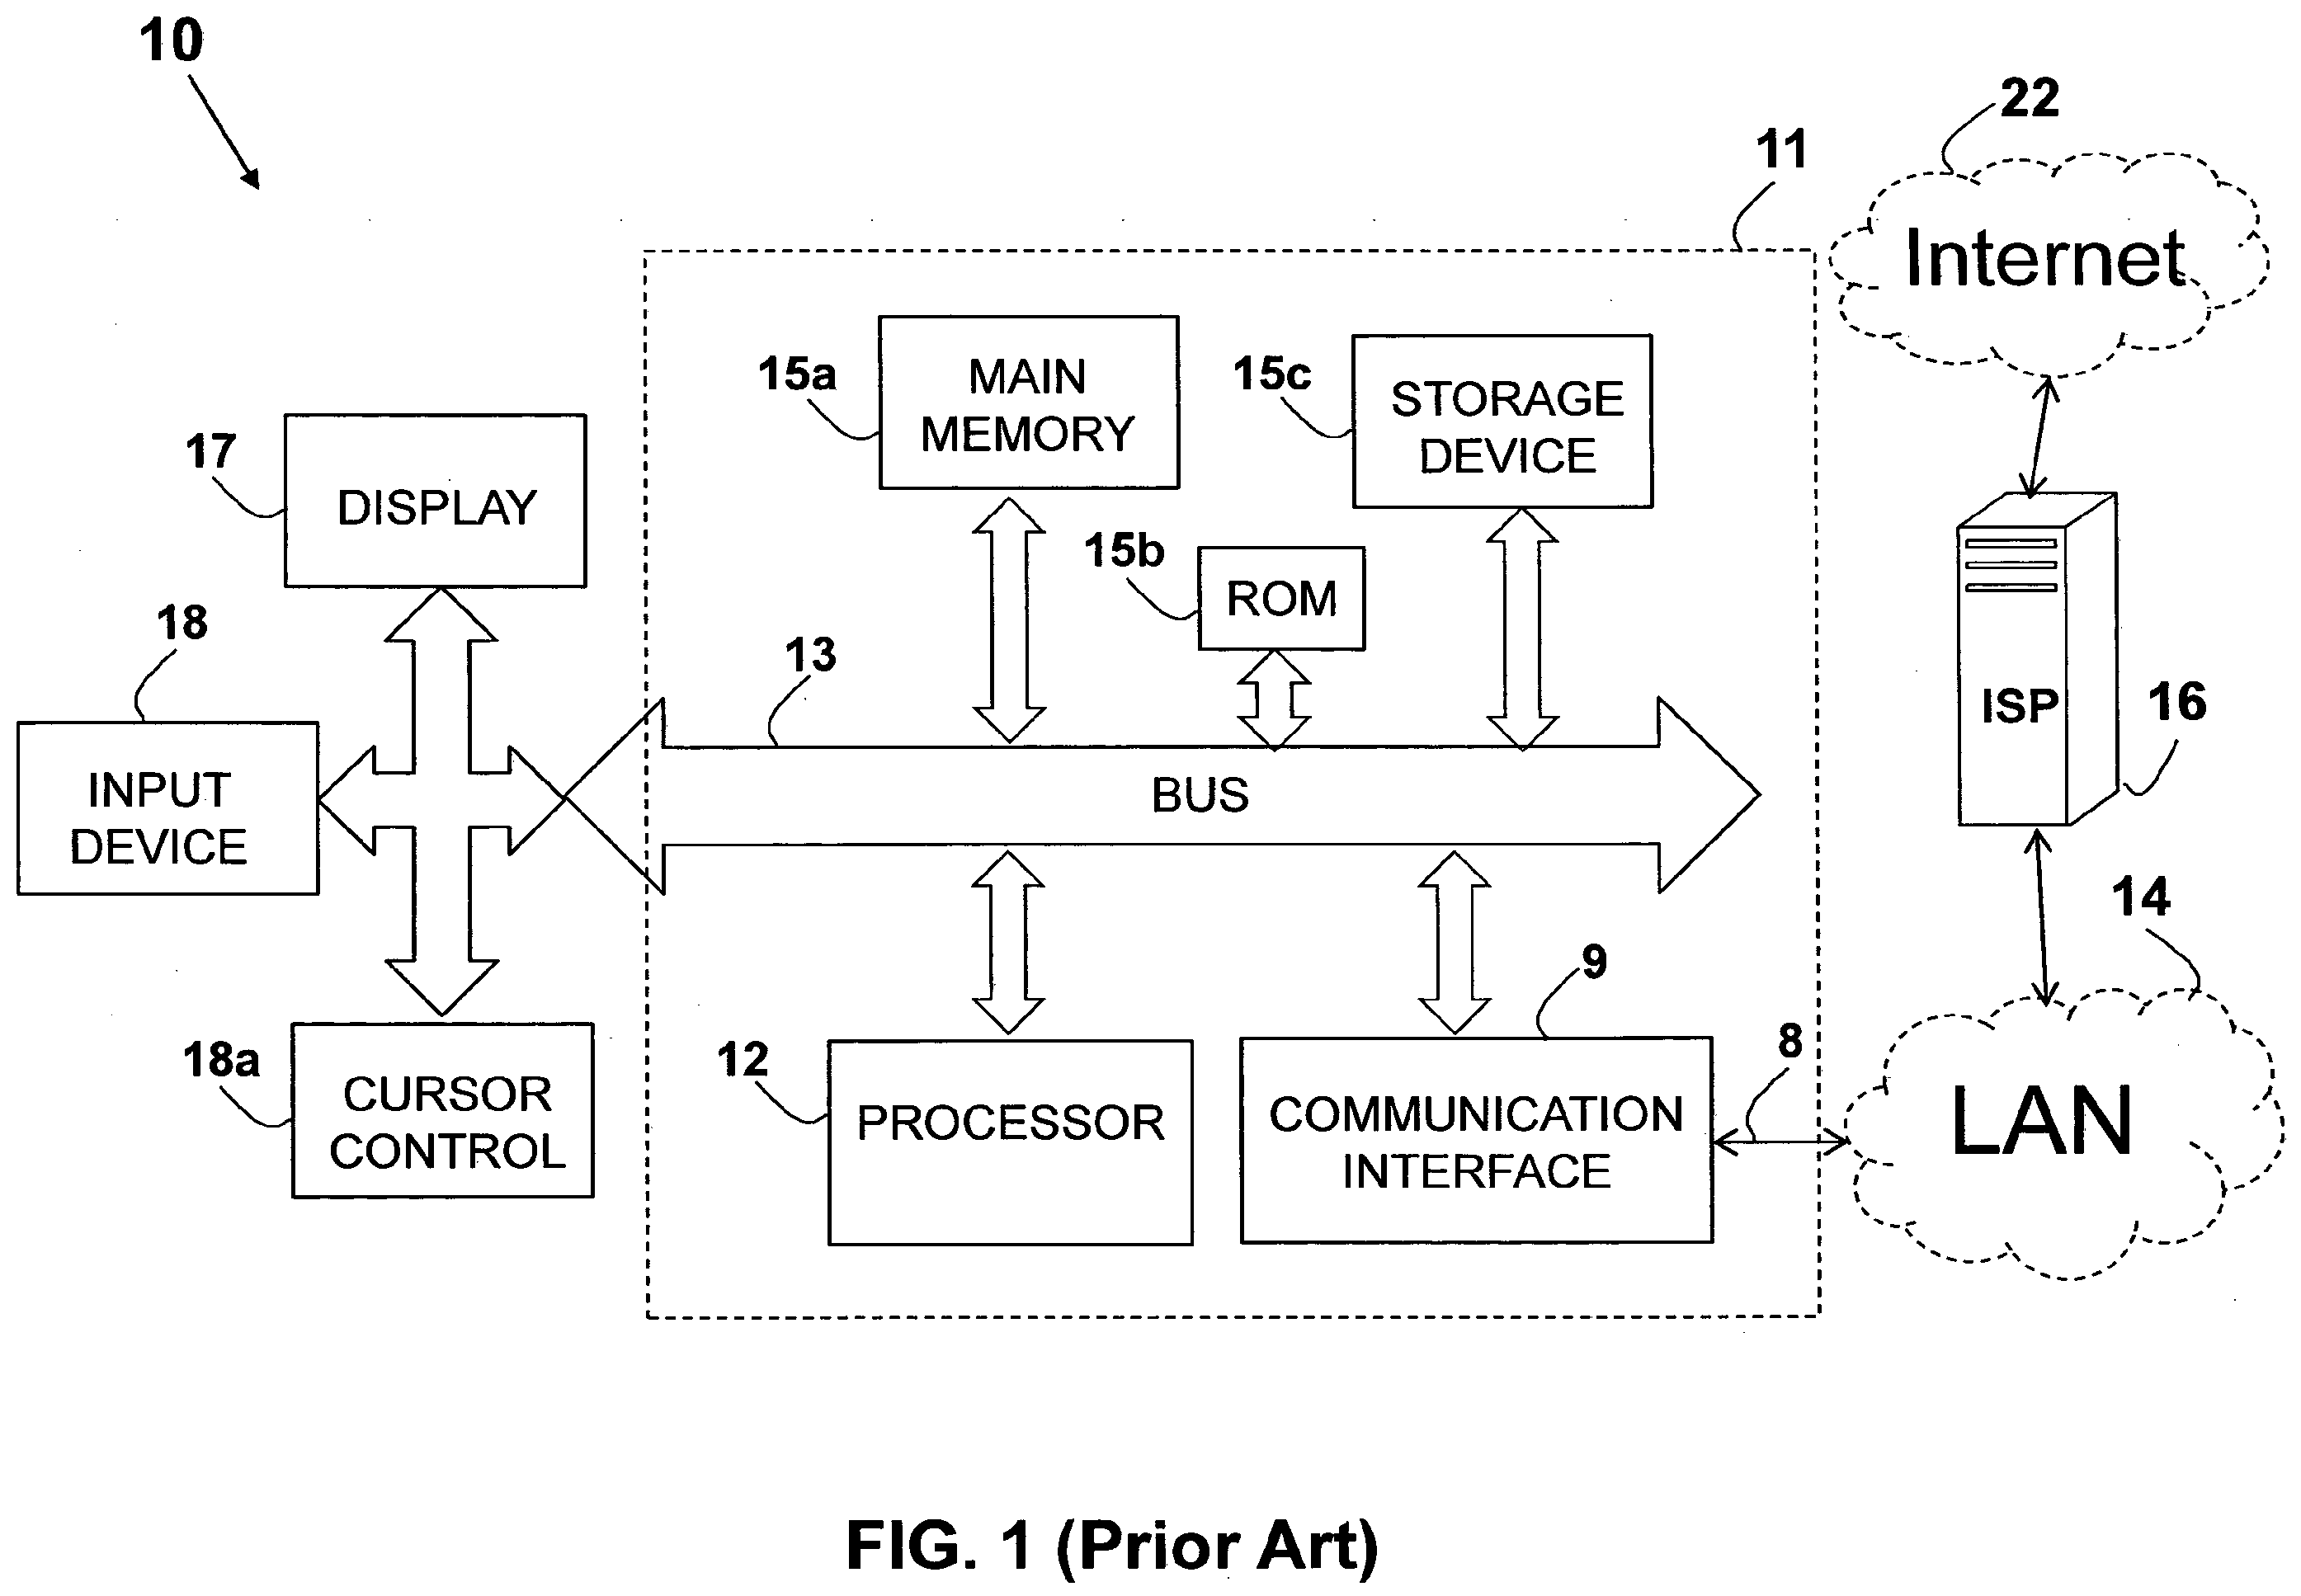 10
22
11
Internet
15a
MAIN
MEMORY
15c
STORAGE
DEVICE
17
DISPLAY
15b
ROM
18
13
ISP
16
INPUT
DEVICE
BUS
14
9
18a
CURSOR
CONTROL
12
PROCESSOR
COMMUNICATION
INTERFACE
8
LAN
FIG. 1 (Prior Art)